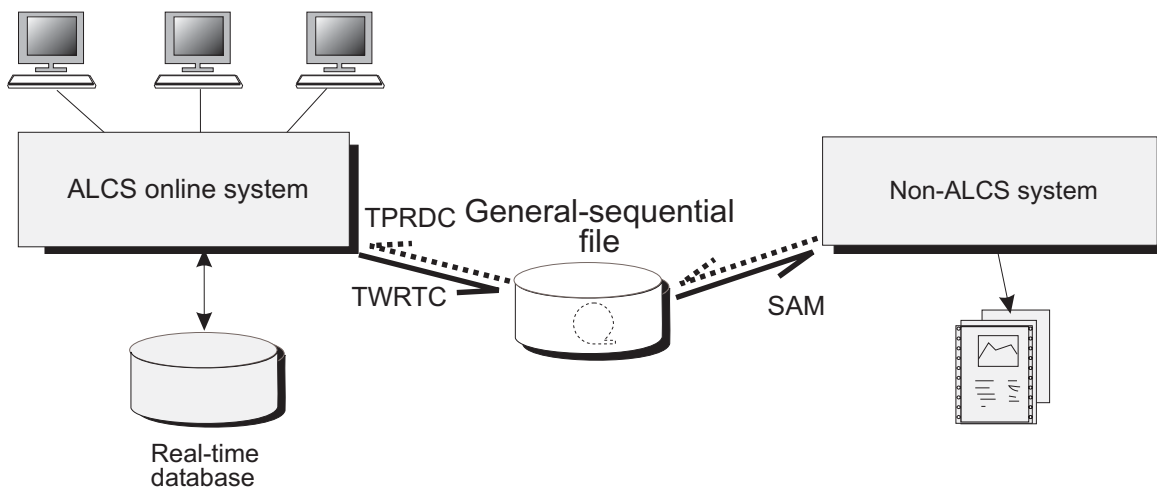 ALCS online system
Non-ALCS system
TPRDC
General-sequential
file
TWRTC
SAM
Real-time
database